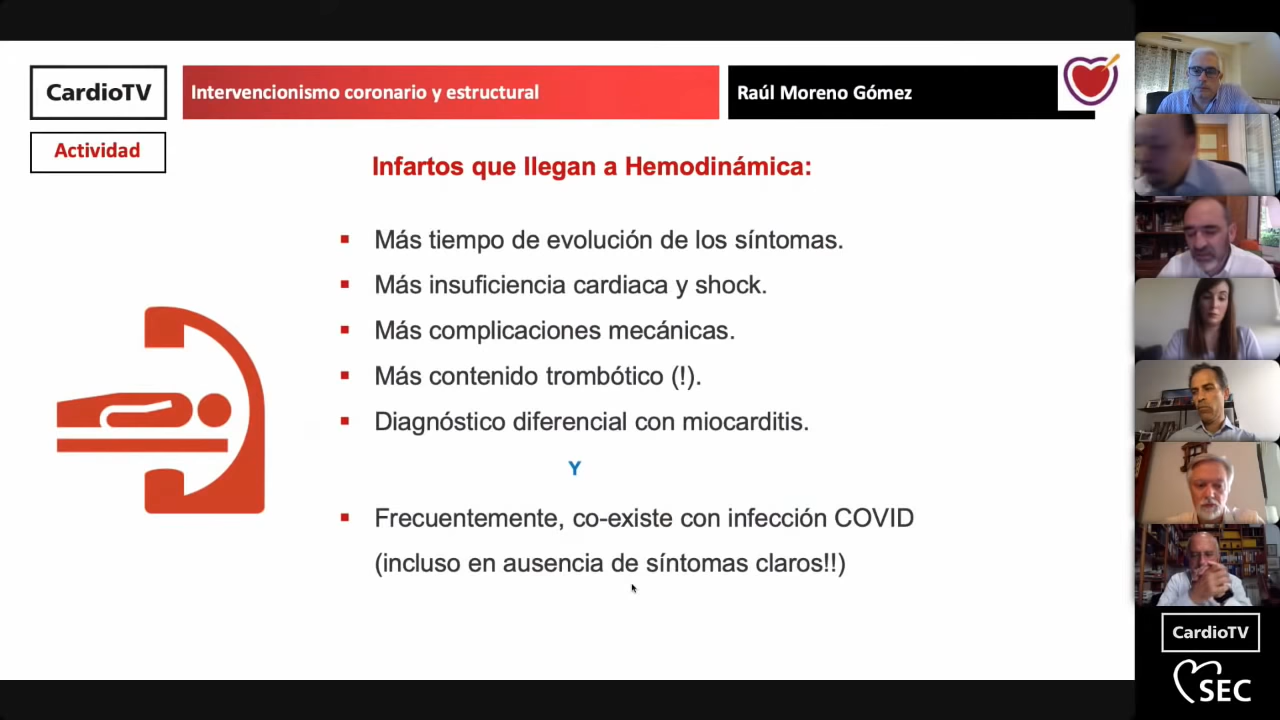 CardioTV
Intervencionismo coronario y estructural
Raúl Moreno Gómez
Actividad
Infartos que llegan a Hemodinámica:
Más tiempo de evolución de los síntomas.
Más insuficiencia cardiaca y shock.
Más complicaciones mecánicas.
Más contenido trombótico (!).
Diagnóstico diferencial con miocarditis.
Y
Frecuentemente, co-existe con infección COVID
(incluso en ausencia de síntomas claros!!)
CardioTV
SEC